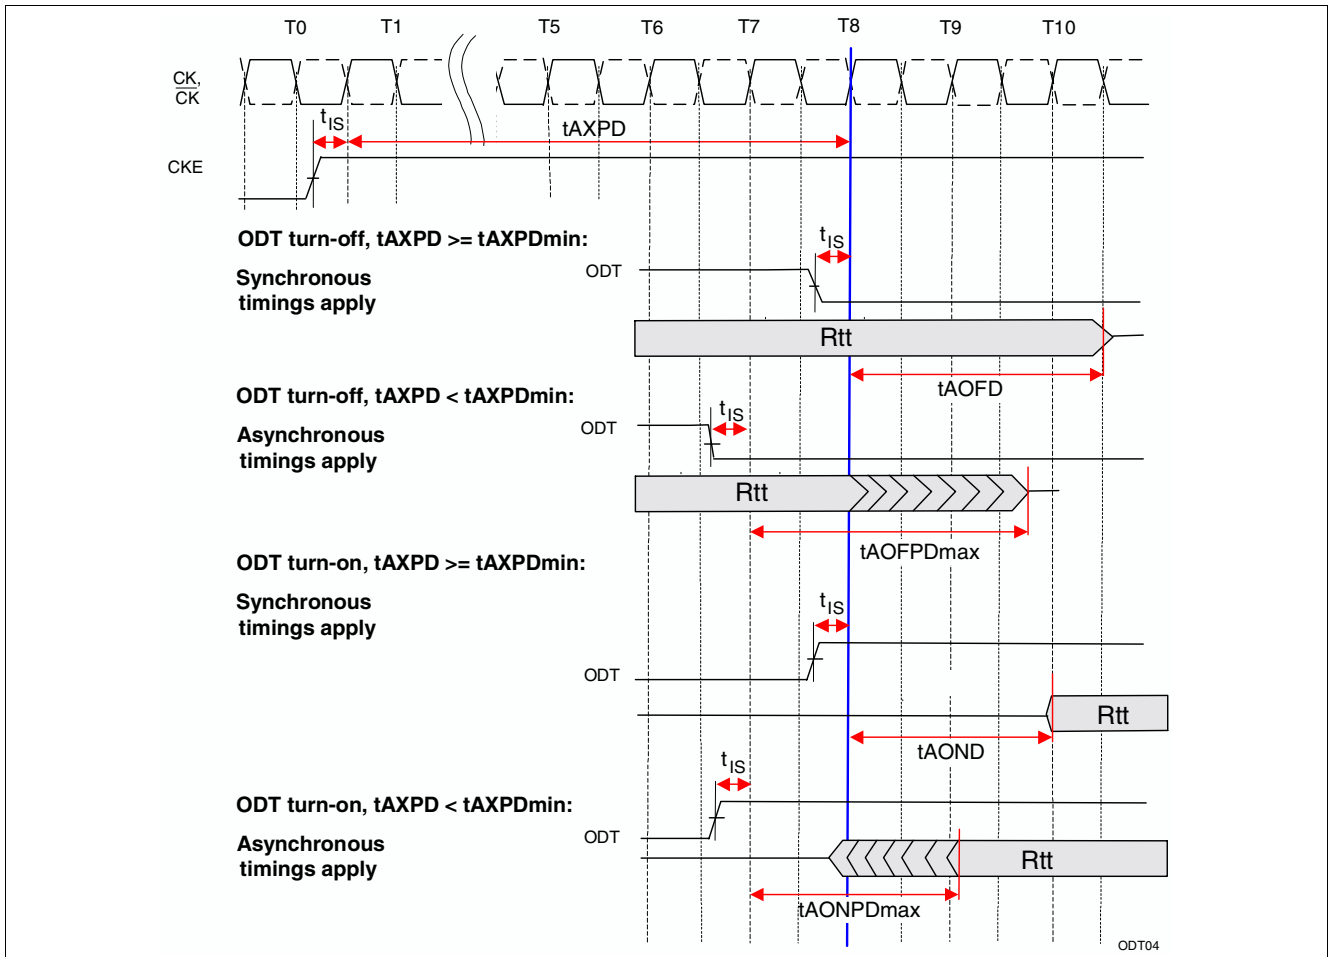 T0 T1 T5 T6 T7 T8 T9 T10
CK,
CK
tIS
tAXPD
CKE
ODT turn-off, tAXPD >= tAXPDmin:
tIS
Synchronous
timings apply
ODT
Rtt
tAOFD
ODT turn-off, tAXPD < tAXPDmin:
tIS
Asynchronous
timings apply
ODT
Rtt
tAOFPDmax
ODT turn-on, tAXPD >= tAXPDmin:
Synchronous
timings apply
tIS
ODT
Rtt
tAOND
tIS
ODT turn-on, tAXPD < tAXPDmin:
ODT
Asynchronous
timings apply
Rtt
tAONPDmax
ODT04